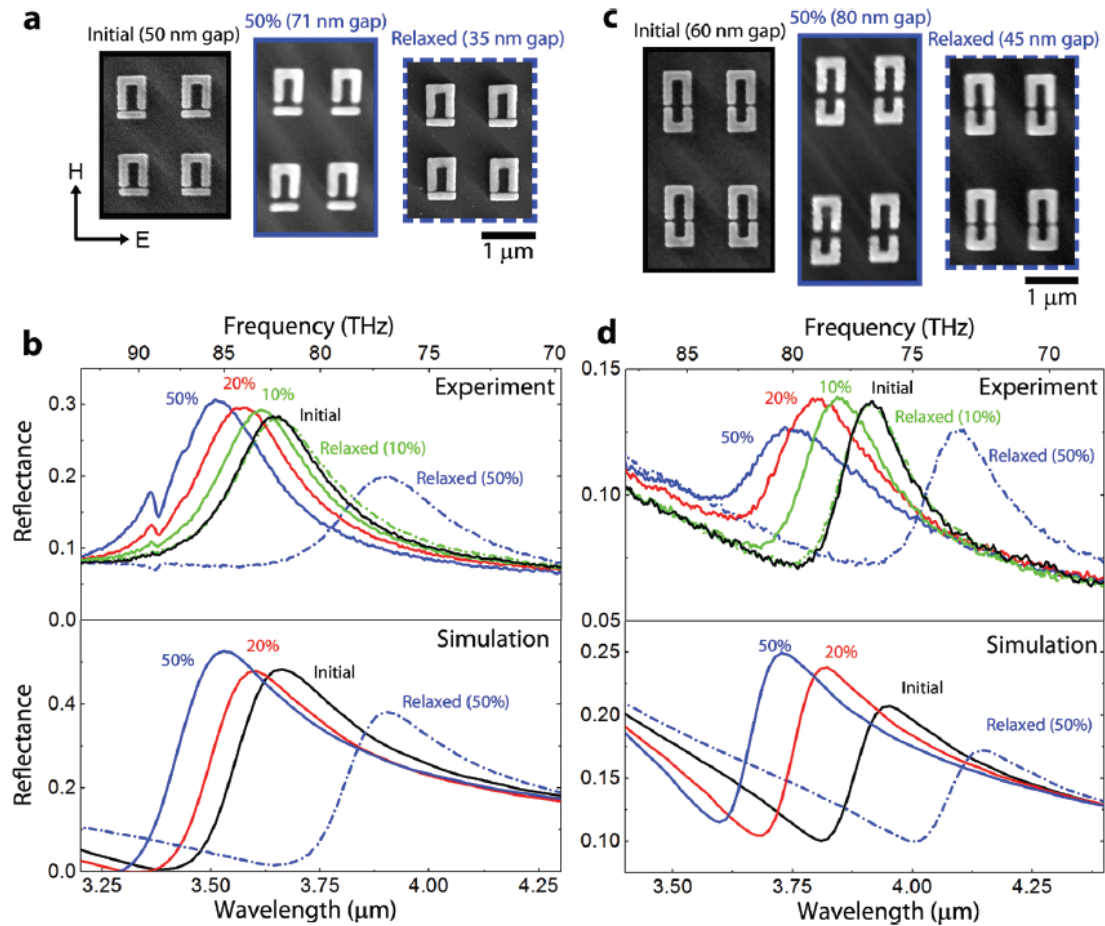 a
Initial (50 nm gap)
50% (71 nm gap)
Relaxed (35 nm gap)
H
E
1 μm
c
Initial (60 nm gap)
50% (80 nm gap)
Relaxed (45 nm gap)
1 μm
b
Frequency (THz)
90 85 80 75 70
Experiment
50%
20%
10%
Initial
Relaxed (10%)
Relaxed (50%)
Reflectance
0.3
0.2
0.1
0.0
Simulation
50%
20%
Initial
Relaxed (50%)
Reflectance
0.4
0.2
0.0
3.25 3.50 3.75 4.00 4.25
Wavelength (μm)
d
Frequency (THz)
85 80 75 70
Experiment
50%
20%
10%
Initial
Relaxed (10%)
Relaxed (50%)
Reflectance
0.15
0.10
0.05
Simulation
50%
20%
Initial
Relaxed (50%)
Reflectance
0.25
0.20
0.15
0.10
3.50 3.75 4.00 4.25
Wavelength (μm)